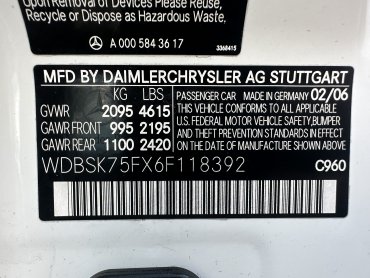 Upon Removal of Devices Please Reuse,
Recycle or Dispose as Hazardous Waste.
A 000 584 36 17
3368415
MFD BY DAIMLERCHRYSLER AG STUTTGART
KG LBS
GVWR 2095 4615
GAWR FRONT 995 2195
GAWR REAR 1100 2420
PASSENGER CAR MADE IN GERMANY 02/06
THIS VEHICLE CONFORMS TO ALL APPLICABLE
U.S. FEDERAL MOTOR VEHICLE SAFETY, BUMPER
AND THEFT PREVENTION STANDARDS IN EFFECT
ON THE DATE OF MANUFACTURE SHOWN ABOVE.
WDBSK75FX6F118392 C960